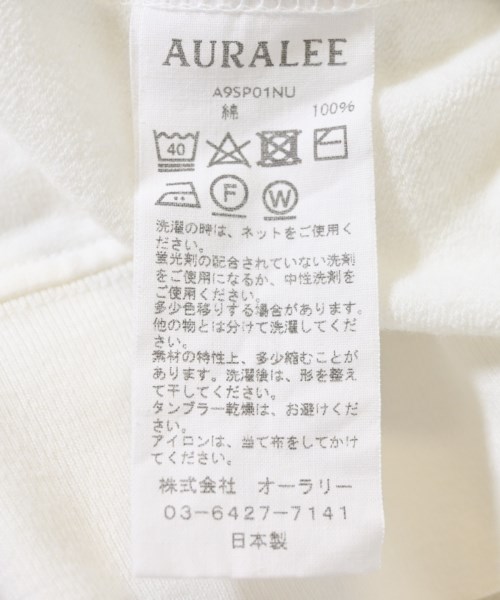 AURALEE
A9SP01NU
綿 100%
40
F W
洗濯の時は、ネットをご使用く
ださい。
蛍光剤の配合されていない洗剤
をご使用になるか、中性洗剤を
ご使用ください。
多少色移りする場合があります。
他の物とは分けて洗濯してくだ
さい。
素材の特性上、多少縮むことが
あります。洗濯後は、形を整え
て干してください。
タンブラー乾燥は、お避けくだ
さい。
アイロンは、当て布をしてかけ
てください。
株式会社 オーラリー
03-6427-7141
日本製